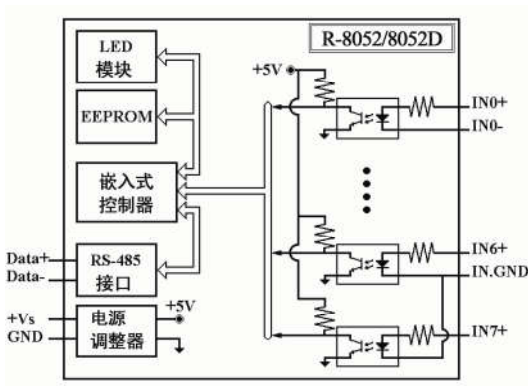 R-8052/8052D
LED
模块
+5V
EEPROM
IN0+
IN0-
嵌入式
控制器
Data+
Data-
RS-485
接口
IN6+
IN.GND
+Vs
GND
电源
调整器
+5V
IN7+